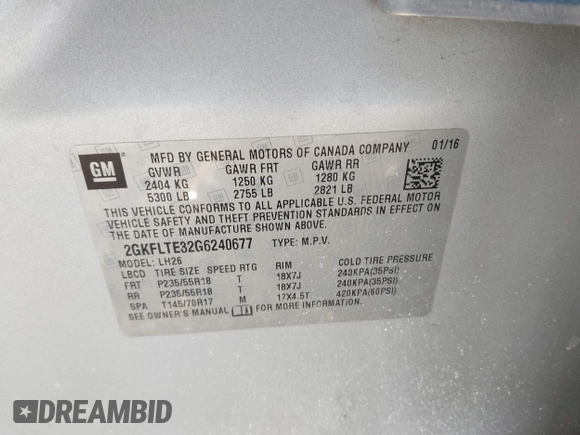 GM
MFD BY GENERAL MOTORS OF CANADA COMPANY 01/16
GVWR GAWR FRT GAWR RR
2404 KG 1250 KG 1280 KG
5300 LB 2755 LB 2821 LB
THIS VEHICLE CONFORMS TO ALL APPLICABLE U.S. FEDERAL MOTOR
VEHICLE SAFETY AND THEFT PREVENTION STANDARDS IN EFFECT ON
THE DATE OF MANUFACTURE SHOWN ABOVE.
2GKFLTE32G6240677 TYPE: M.P.V.
MODEL: LH26
LBCD TIRE SIZE SPEED RTG RIM COLD TIRE PRESSURE
FRT P235/55R18 T 18X7J 240KPA(35PSI)
RR P235/55R18 T 18X7J 240KPA(35PSI)
SPA T145/70R17 M 17X4.5T 420KPA(60PSI)
SEE OWNER'S MANUAL FOR MORE INFORMATION.
DREAMBID